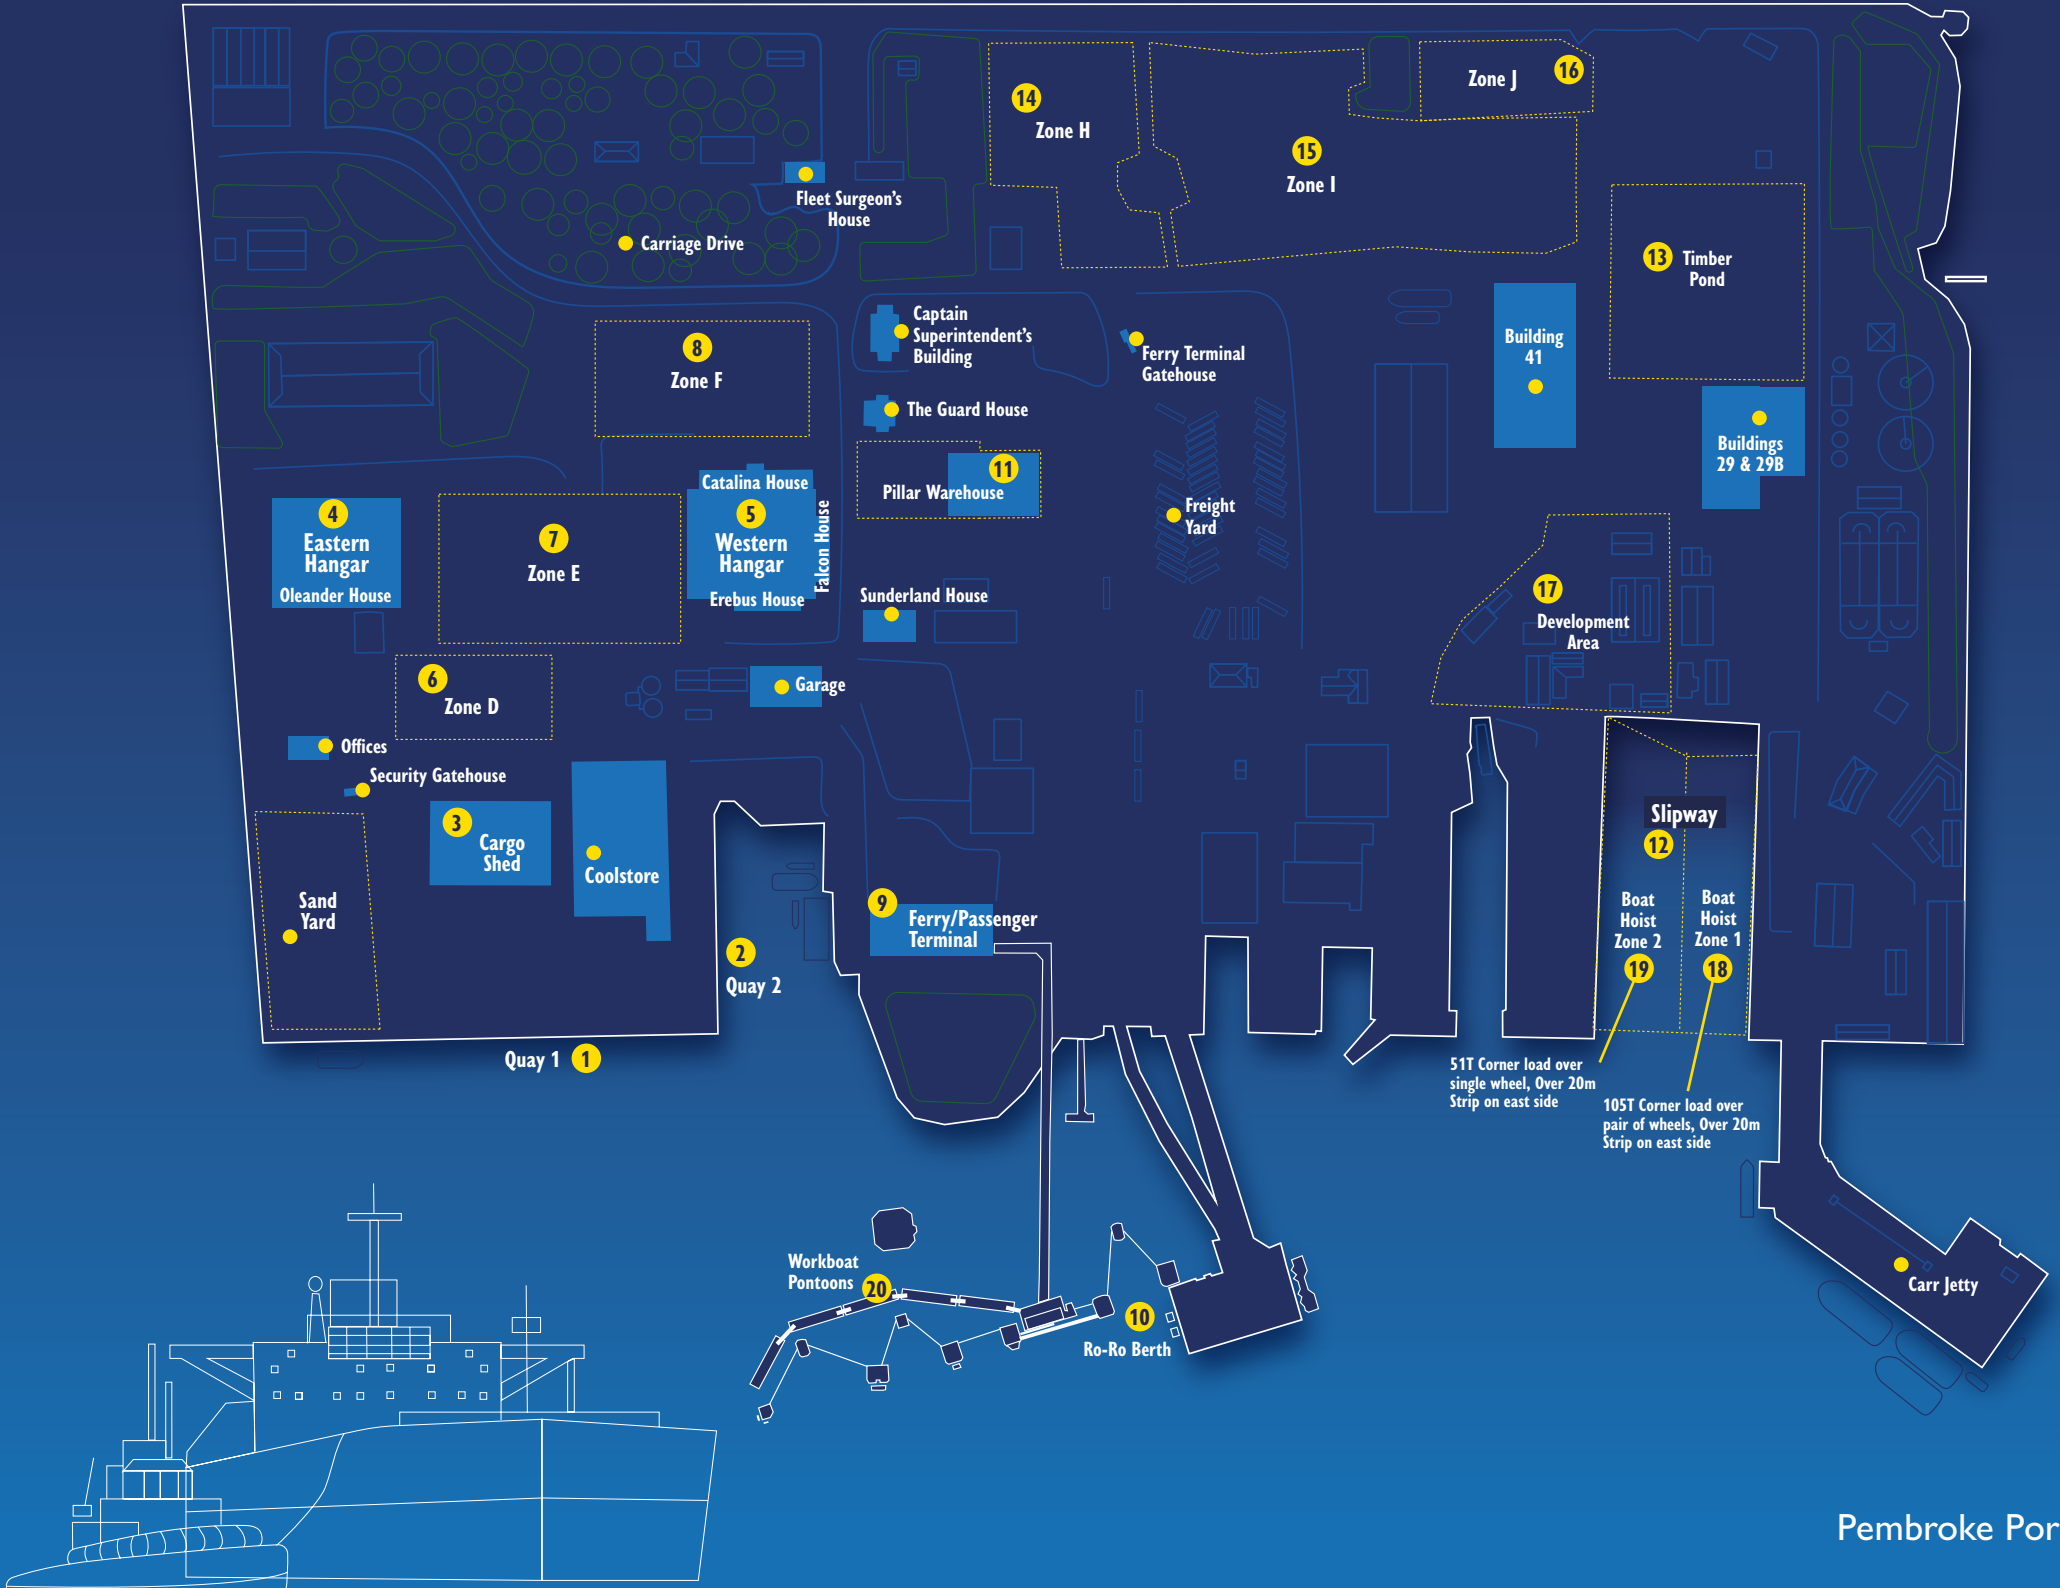 16
Zone J
14
Zone H
15
Zone I
Fleet Surgeon's
House
Carriage Drive
13
Timber
Pond
Captain
Superintendent's
Building
Ferry Terminal
Gatehouse
Building
41
8
Zone F
The Guard House
Buildings
29 & 29B
11
Pillar Warehouse
Catalina House
5
Western
Hangar
Falcon House
Erebus House
4
Eastern
Hangar
Oleander House
7
Zone E
Freight
Yard
Sunderland House
17
Development
Area
6
Zone D
Garage
Offices
Security Gatehouse
3
Cargo
Shed
Coolstore
Slipway
12
Sand
Yard
9
Ferry/Passenger
Terminal
Boat
Hoist
Zone 2
19
Boat
Hoist
Zone 1
18
2
Quay 2
Quay 1
1
51T Corner load over
single wheel, Over 20m
Strip on east side
105T Corner load over
pair of wheels, Over 20m
Strip on east side
Workboat
Pontoons
20
10
Ro-Ro Berth
Carr Jetty
Pembroke Por